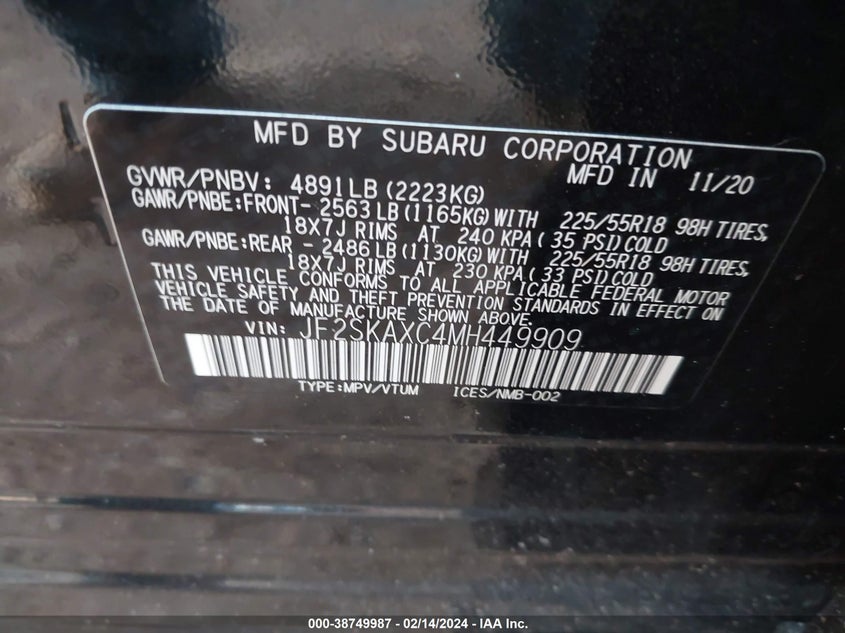 MFD BY SUBARU CORPORATION
GVWR/PNBV: 4891LB (2223KG) MFD IN 11/20
GAWR/PNBE:FRONT- 2563LB (1165KG) WITH 225/55R18 98H TIRES,
18X7J RIMS AT 240 KPA ( 35 PSI) COLD
GAWR/PNBE:REAR - 2486LB (1130KG) WITH 225/55R18 98H TIRES,
18X7J RIMS AT 230 KPA ( 33 PSI) COLD
THIS VEHICLE CONFORMS TO ALL APPLICABLE FEDERAL MOTOR
VEHICLE SAFETY AND THEFT PREVENTION STANDARDS IN EFFECT ON
THE DATE OF MANUFACTURE SHOWN ABOVE.
VIN: JF2SKAXC4MH449909
TYPE:MPV/VTUM ICES/NMB-002
000-38749987 - 02/14/2024 - IAA Inc.